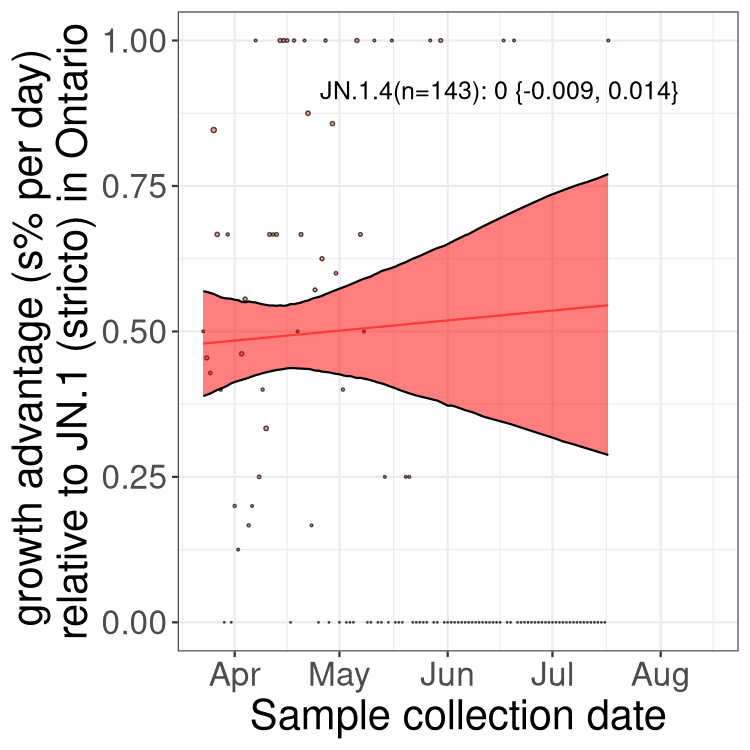 growth advantage (s% per day)
relative to JN.1 (stricto) in Ontario
1.00
0.75
0.50
0.25
0.00
JN.1.4(n=143): 0 {-0.009, 0.014}
Apr May Jun Jul Aug
Sample collection date